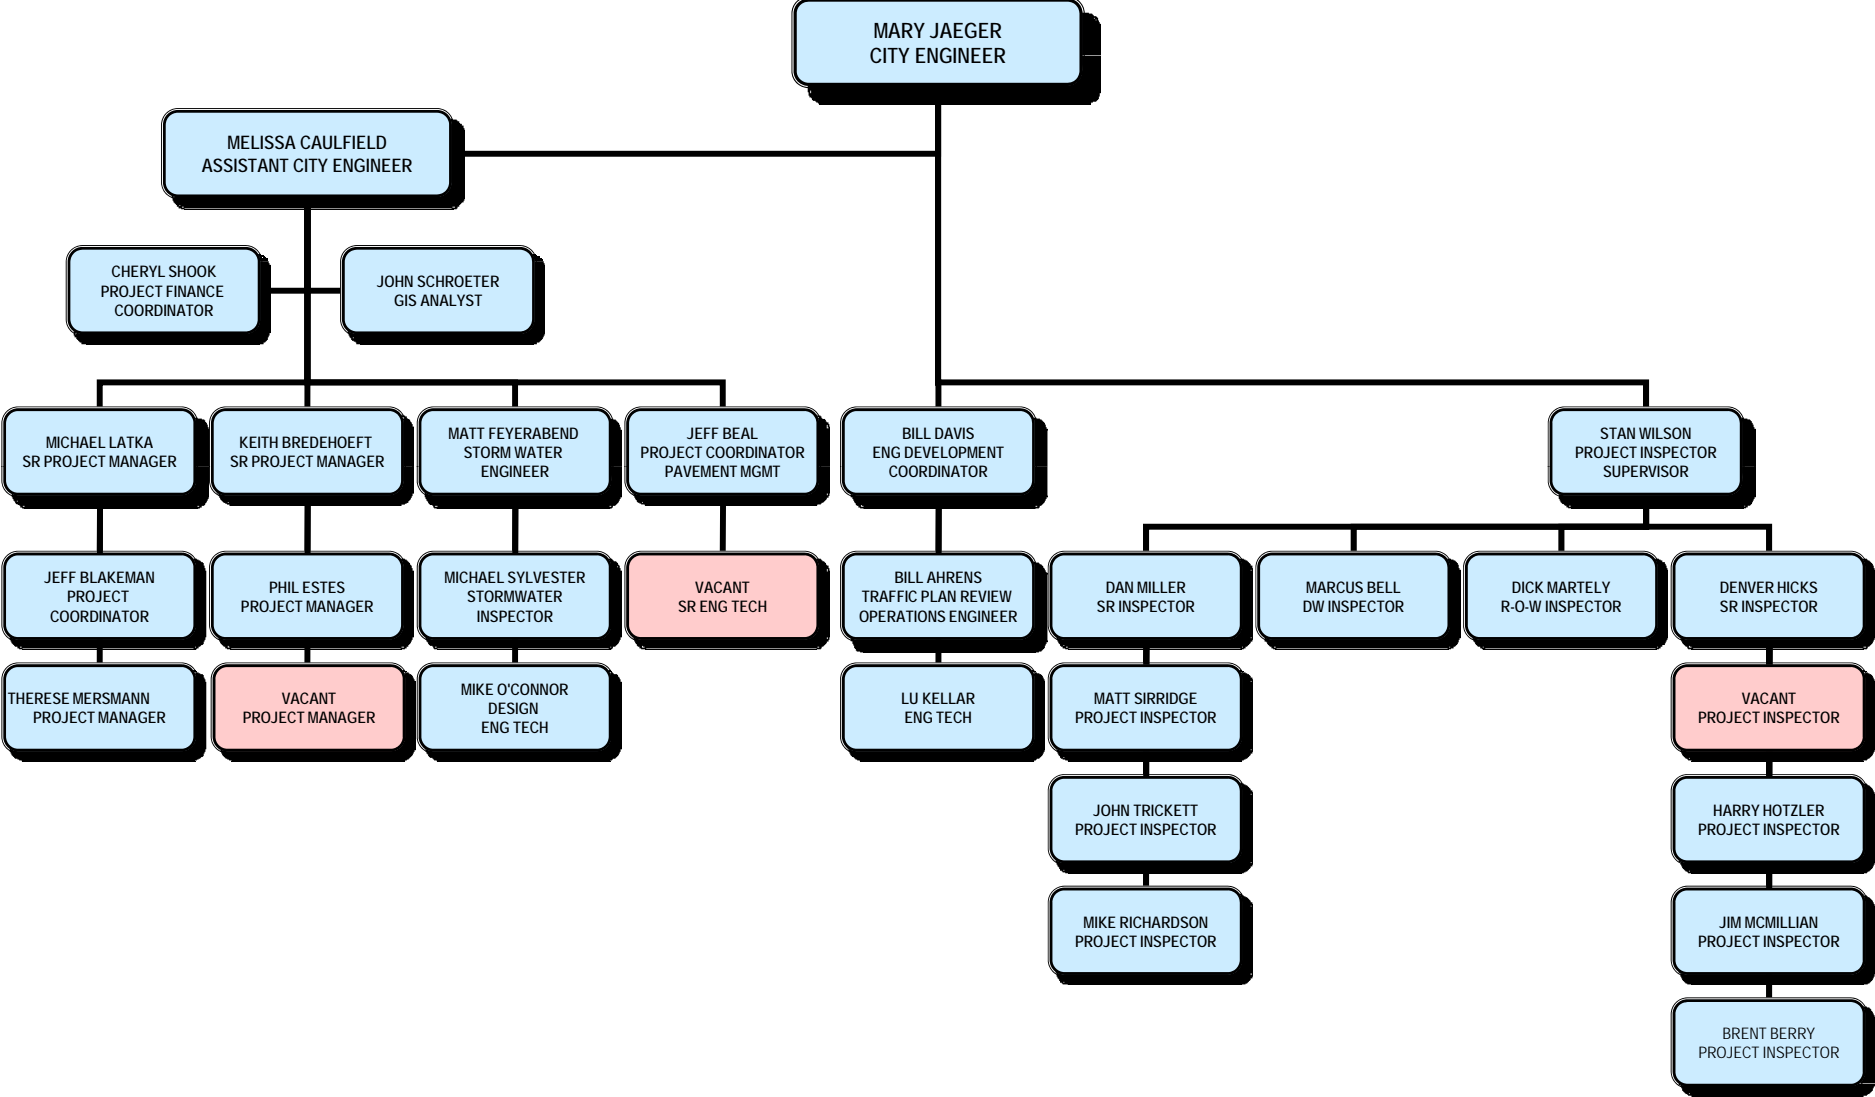 MARY JAEGER
CITY ENGINEER
MELISSA CAULFIELD
ASSISTANT CITY ENGINEER
CHERYL SHOOK
PROJECT FINANCE
COORDINATOR
JOHN SCHROETER
GIS ANALYST
MICHAEL LATKA
SR PROJECT MANAGER
KEITH BREDEHOEFT
SR PROJECT MANAGER
MATT FEYERABEND
STORM WATER
ENGINEER
JEFF BEAL
PROJECT COORDINATOR
PAVEMENT MGMT
BILL DAVIS
ENG DEVELOPMENT
COORDINATOR
STAN WILSON
PROJECT INSPECTOR
SUPERVISOR
JEFF BLAKEMAN
PROJECT
COORDINATOR
PHIL ESTES
PROJECT MANAGER
MICHAEL SYLVESTER
STORMWATER
INSPECTOR
VACANT
SR ENG TECH
BILL AHRENS
TRAFFIC PLAN REVIEW
OPERATIONS ENGINEER
DAN MILLER
SR INSPECTOR
MARCUS BELL
DW INSPECTOR
DICK MARTELY
R-O-W INSPECTOR
DENVER HICKS
SR INSPECTOR
THERESE MERSMANN
PROJECT MANAGER
VACANT
PROJECT MANAGER
MIKE O'CONNOR
DESIGN
ENG TECH
LU KELLAR
ENG TECH
MATT SIRRIDGE
PROJECT INSPECTOR
VACANT
PROJECT INSPECTOR
JOHN TRICKETT
PROJECT INSPECTOR
HARRY HOTZLER
PROJECT INSPECTOR
MIKE RICHARDSON
PROJECT INSPECTOR
JIM MCMILLIAN
PROJECT INSPECTOR
BRENT BERRY
PROJECT INSPECTOR